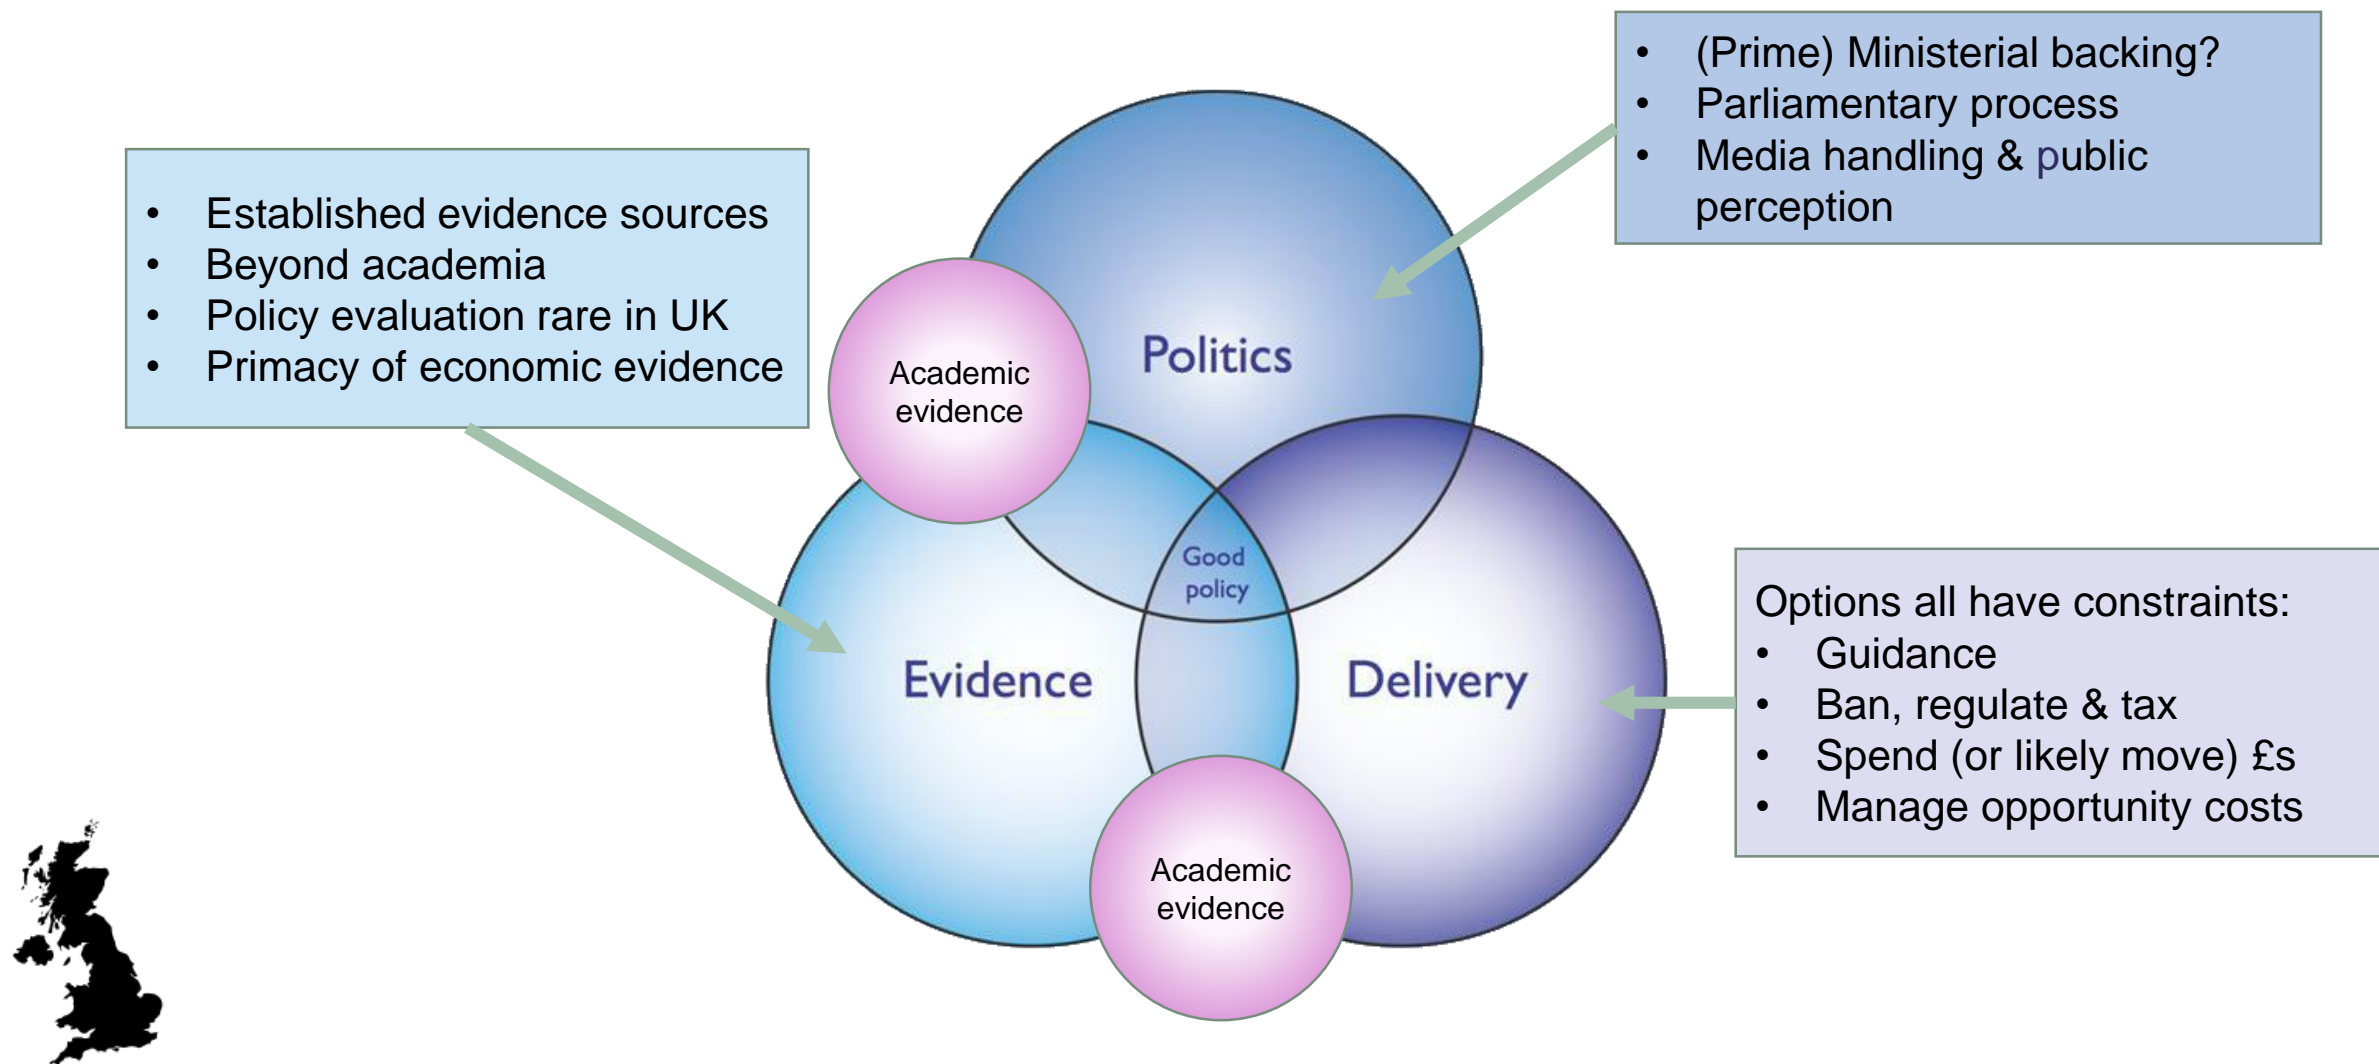 • Established evidence sources
• Beyond academia
• Policy evaluation rare in UK
• Primacy of economic evidence
• (Prime) Ministerial backing?
• Parliamentary process
• Media handling & public
perception
Politics
Academic
evidence
Good
policy
Evidence
Delivery
Academic
evidence
Options all have constraints:
• Guidance
• Ban, regulate & tax
• Spend (or likely move) £s
• Manage opportunity costs